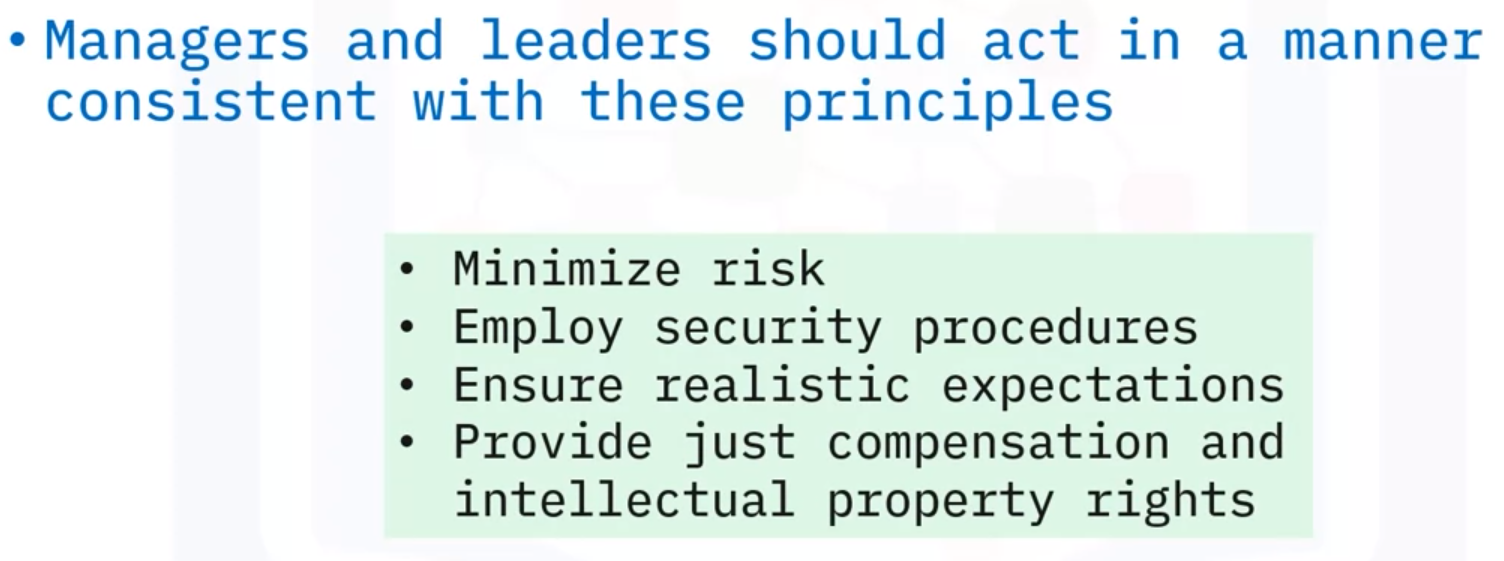 • Managers and leaders should act in a manner
consistent with these principles
• Minimize risk
• Employ security procedures
• Ensure realistic expectations
• Provide just compensation and
intellectual property rights